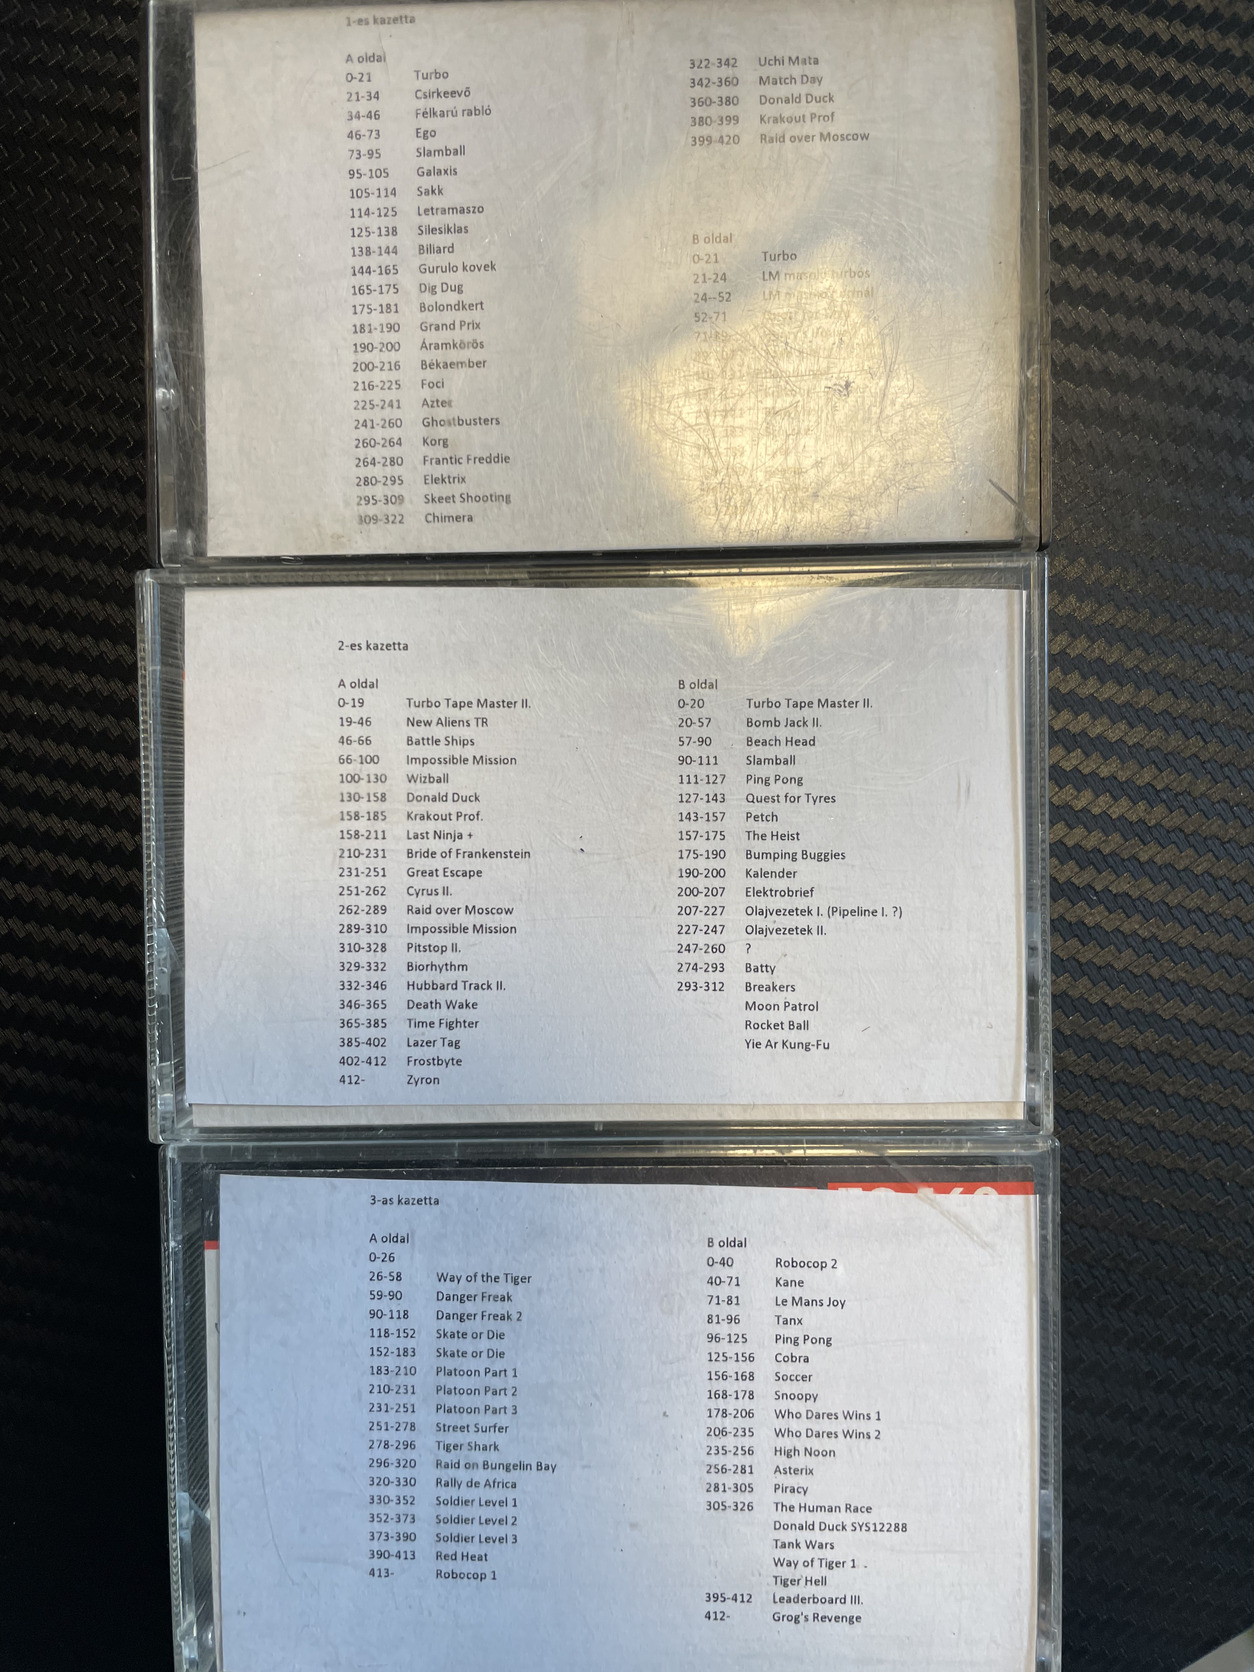 1-es kazetta
A oldal
0-21 Turbo
21-34 Csirkeevő
34-46 Félkarú rabló
46-73 Ego
73-95 Slamball
95-105 Galaxis
105-114 Sakk
114-125 Letramaszo
125-138 Silesiklas
138-144 Biliard
144-165 Gurulo kovek
165-175 Dig Dug
175-181 Bolondkert
181-190 Grand Prix
190-200 Áramkörös
200-216 Békaember
216-225 Foci
225-241 Aztec
241-260 Ghostbusters
260-264 Korg
264-280 Frantic Freddie
280-295 Elektrix
295-309 Skeet Shooting
309-322 Chimera
322-342 Uchi Mata
342-360 Match Day
360-380 Donald Duck
380-399 Krakout Prof
399-420 Raid over Moscow
B oldal
0-21 Turbo
21-24 LM
24--52 LM
52-71
2-es kazetta
A oldal
0-19 Turbo Tape Master II.
19-46 New Aliens TR
46-66 Battle Ships
66-100 Impossible Mission
100-130 Wizball
130-158 Donald Duck
158-185 Krakout Prof.
158-211 Last Ninja +
210-231 Bride of Frankenstein
231-251 Great Escape
251-262 Cyrus II.
262-289 Raid over Moscow
289-310 Impossible Mission
310-328 Pitstop II.
329-332 Biorhythm
332-346 Hubbard Track II.
346-365 Death Wake
365-385 Time Fighter
385-402 Lazer Tag
402-412 Frostbyte
412- Zyron
B oldal
0-20 Turbo Tape Master II.
20-57 Bomb Jack II.
57-90 Beach Head
90-111 Slamball
111-127 Ping Pong
127-143 Quest for Tyres
143-157 Petch
157-175 The Heist
175-190 Bumping Buggies
190-200 Kalender
200-207 Elektrobrief
207-227 Olajvezetek I. (Pipeline I. ?)
227-247 Olajvezetek II.
247-260 ?
274-293 Batty
293-312 Breakers
Moon Patrol
Rocket Ball
Yie Ar Kung-Fu
3-as kazetta
A oldal
0-26
26-58 Way of the Tiger
59-90 Danger Freak
90-118 Danger Freak 2
118-152 Skate or Die
152-183 Skate or Die
183-210 Platoon Part 1
210-231 Platoon Part 2
231-251 Platoon Part 3
251-278 Street Surfer
278-296 Tiger Shark
296-320 Raid on Bungelin Bay
320-330 Rally de Africa
330-352 Soldier Level 1
352-373 Soldier Level 2
373-390 Soldier Level 3
390-413 Red Heat
413- Robocop 1
B oldal
0-40 Robocop 2
40-71 Kane
71-81 Le Mans Joy
81-96 Tanx
96-125 Ping Pong
125-156 Cobra
156-168 Soccer
168-178 Snoopy
178-206 Who Dares Wins 1
206-235 Who Dares Wins 2
235-256 High Noon
256-281 Asterix
281-305 Piracy
305-326 The Human Race
Donald Duck SYS12288
Tank Wars
Way of Tiger 1
Tiger Hell
395-412 Leaderboard III.
412- Grog's Revenge